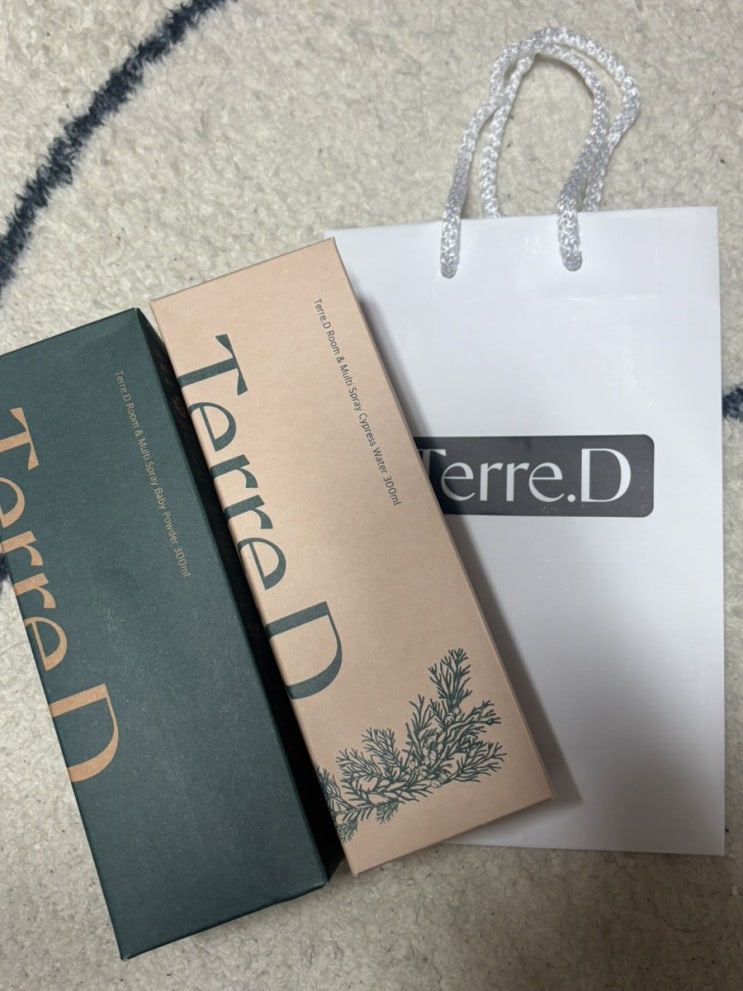 Terre.D Room & Multi Spray Baby Powder 300ml
Terre D
Terre.D Room & Multi Spray Cypress Water 300ml
Terre D
Terre.D